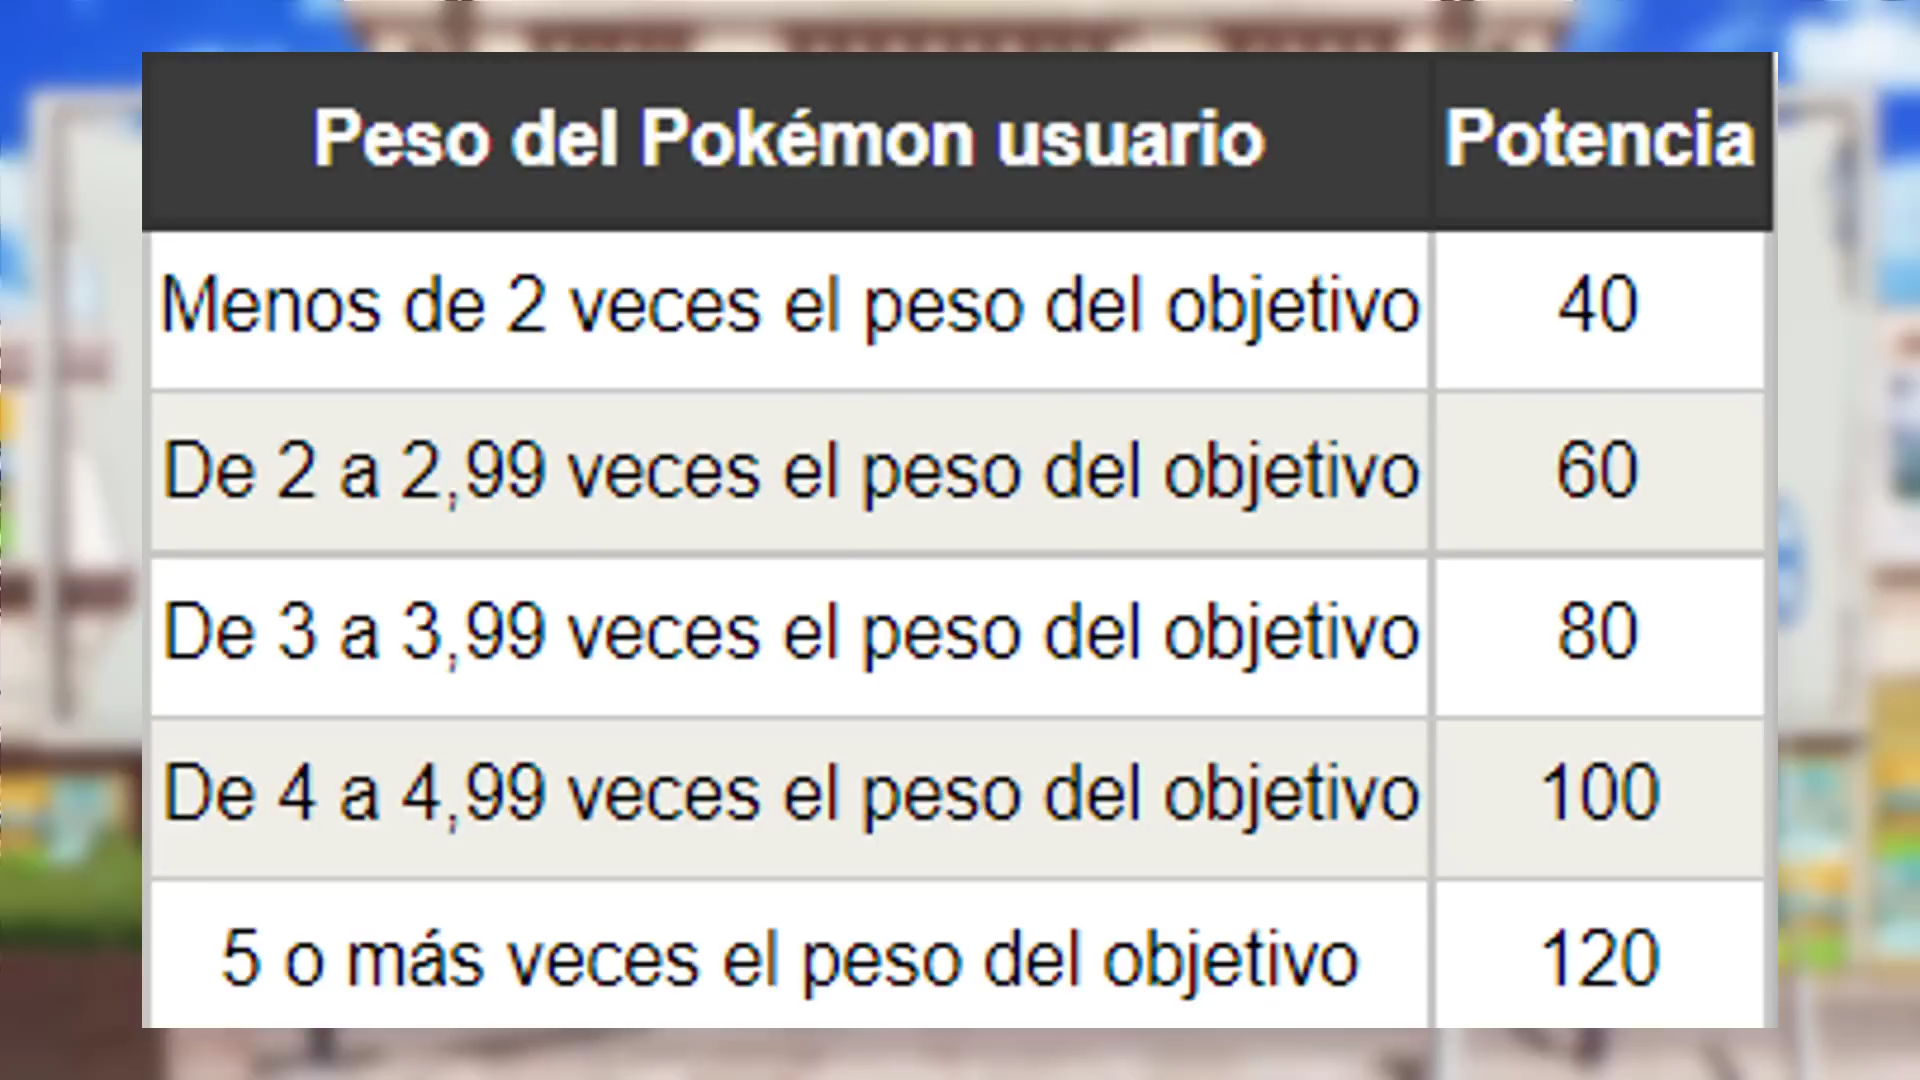 Peso del Pokémon usuario Potencia
Menos de 2 veces el peso del objetivo 40
De 2 a 2,99 veces el peso del objetivo 60
De 3 a 3,99 veces el peso del objetivo 80
De 4 a 4,99 veces el peso del objetivo 100
5 o más veces el peso del objetivo 120